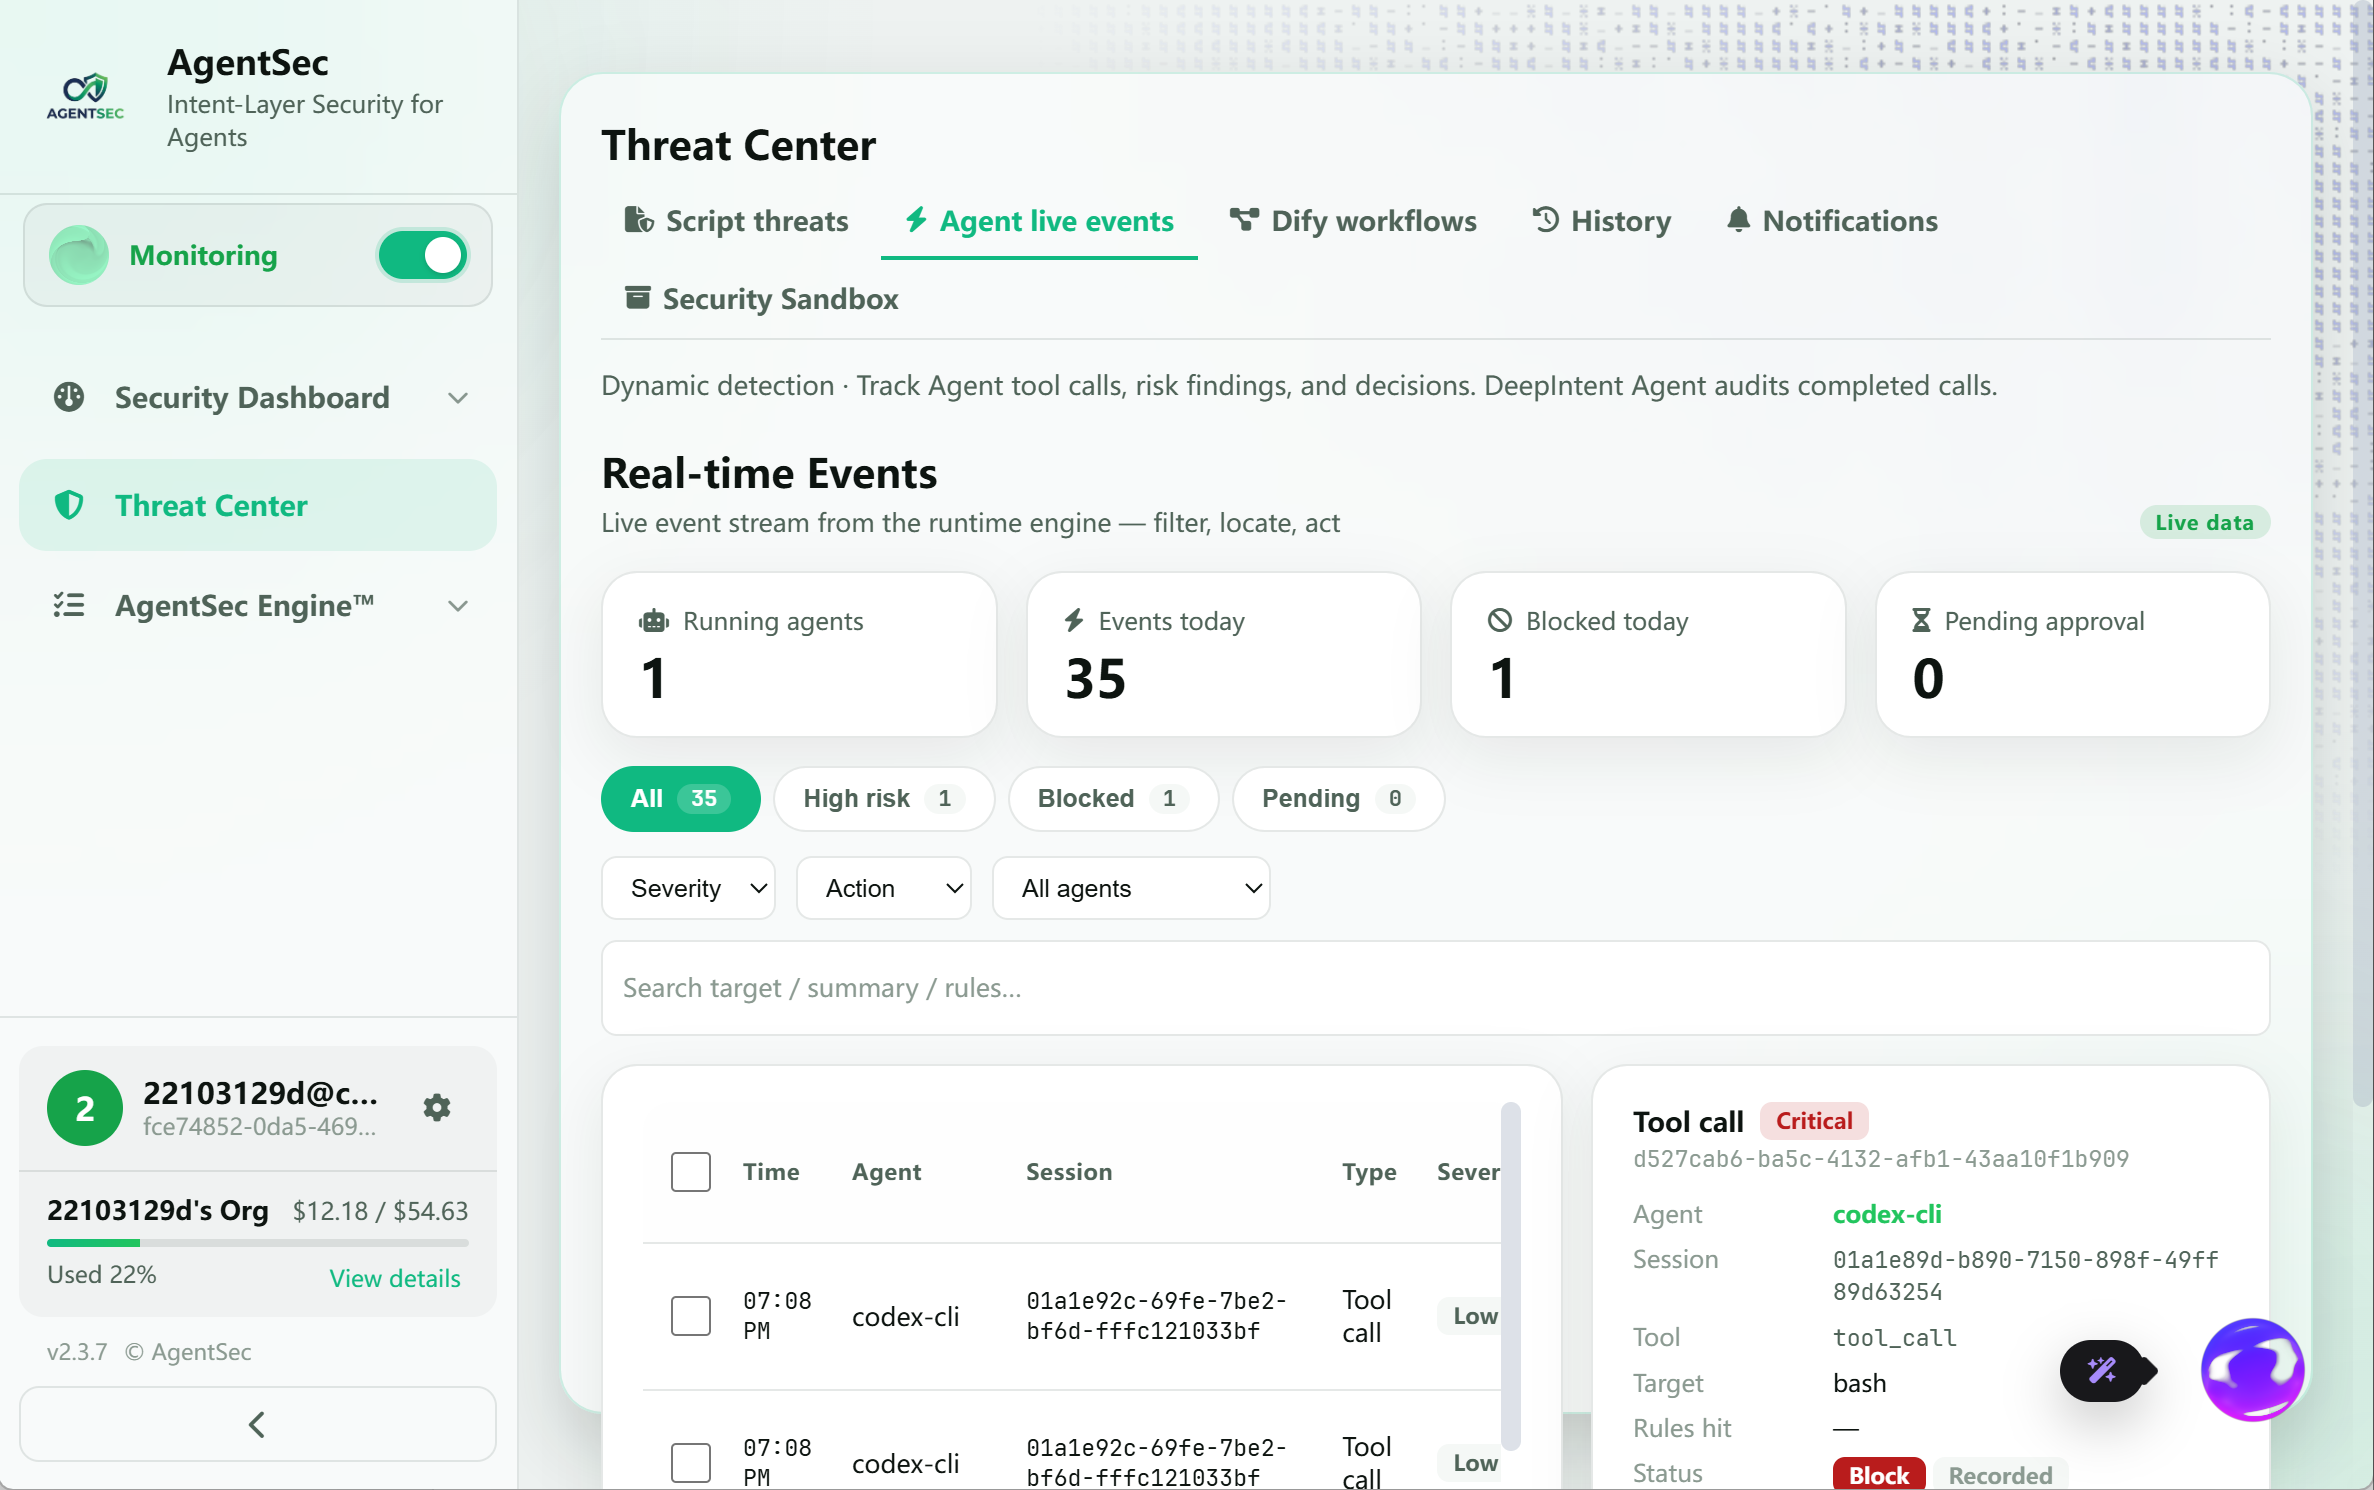 AgentSec
Intent-Layer Security for
Agents
AGENTSEC
Monitoring
Security Dashboard
Threat Center
AgentSec Engine™
2
22103129d@c...
fce74852-0da5-469...
22103129d's Org
$12.18 / $54.63
Used 22%
View details
v2.3.7 © AgentSec
Threat Center
Script threats
Agent live events
Dify workflows
History
Notifications
Security Sandbox
Dynamic detection · Track Agent tool calls, risk findings, and decisions. DeepIntent Agent audits completed calls.
Real-time Events
Live event stream from the runtime engine — filter, locate, act
Live data
Running agents
1
Events today
35
Blocked today
1
Pending approval
0
All 35
High risk 1
Blocked 1
Pending 0
Severity
Action
All agents
Search target / summary / rules...
Time Agent Session Type Sever
07:08 PM codex-cli 01a1e92c-69fe-7be2-bf6d-fffc121033bf Tool call Low
07:08 PM codex-cli 01a1e92c-69fe-7be2-bf6d-fffc121033bf Tool call Low
Tool call Critical
d527cab6-ba5c-4132-afb1-43aa10f1b909
Agent codex-cli
Session 01a1e89d-b890-7150-898f-49ff
89d63254
Tool tool_call
Target bash
Rules hit —
Status Block Recorded